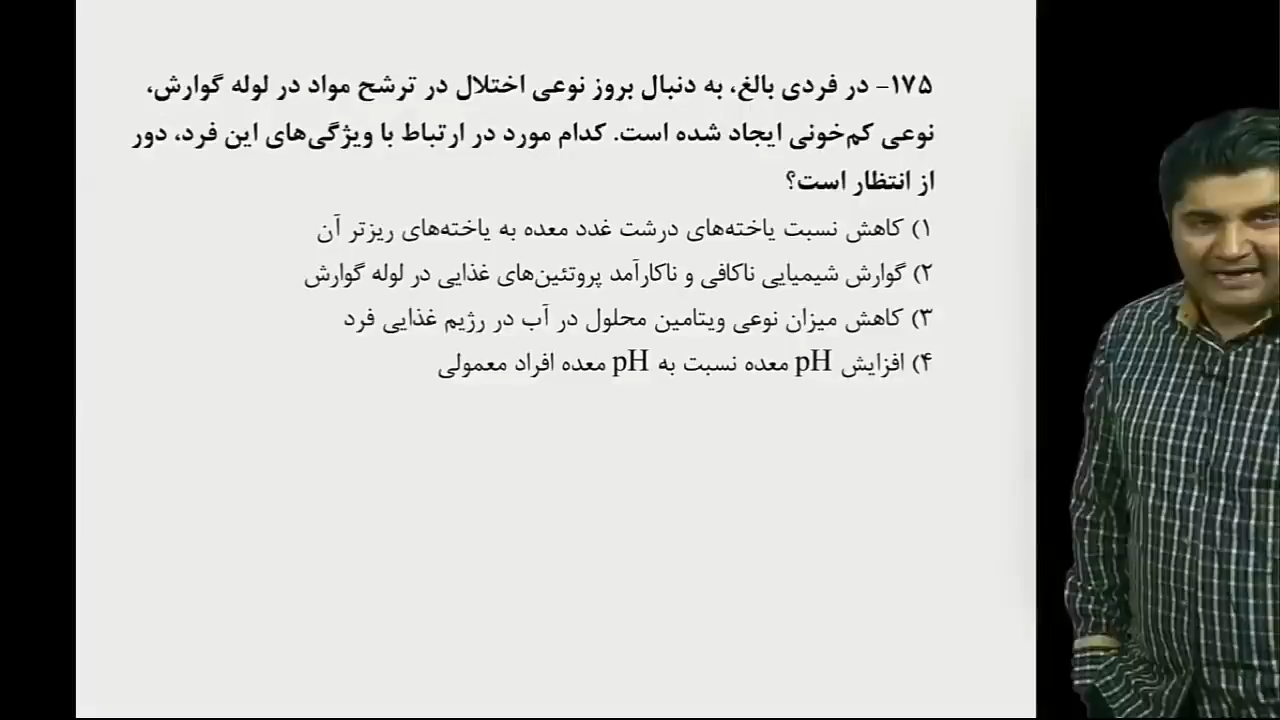 ۱۷۵- در فردی بالغ، به دنبال بروز نوعی اختلال در ترشح مواد در لوله گوارش،
نوعی کم‌خونی ایجاد شده است. کدام مورد در ارتباط با ویژگی‌های این فرد، دور
از انتظار است؟
۱) کاهش نسبت یاخته‌های درشت غدد معده به یاخته‌های ریزتر آن
۲) گوارش شیمیایی ناکافی و ناکارآمد پروتئین‌های غذایی در لوله گوارش
۳) کاهش میزان نوعی ویتامین محلول در آب در رژیم غذایی فرد
۴) افزایش pH معده نسبت به pH معده افراد معمولی